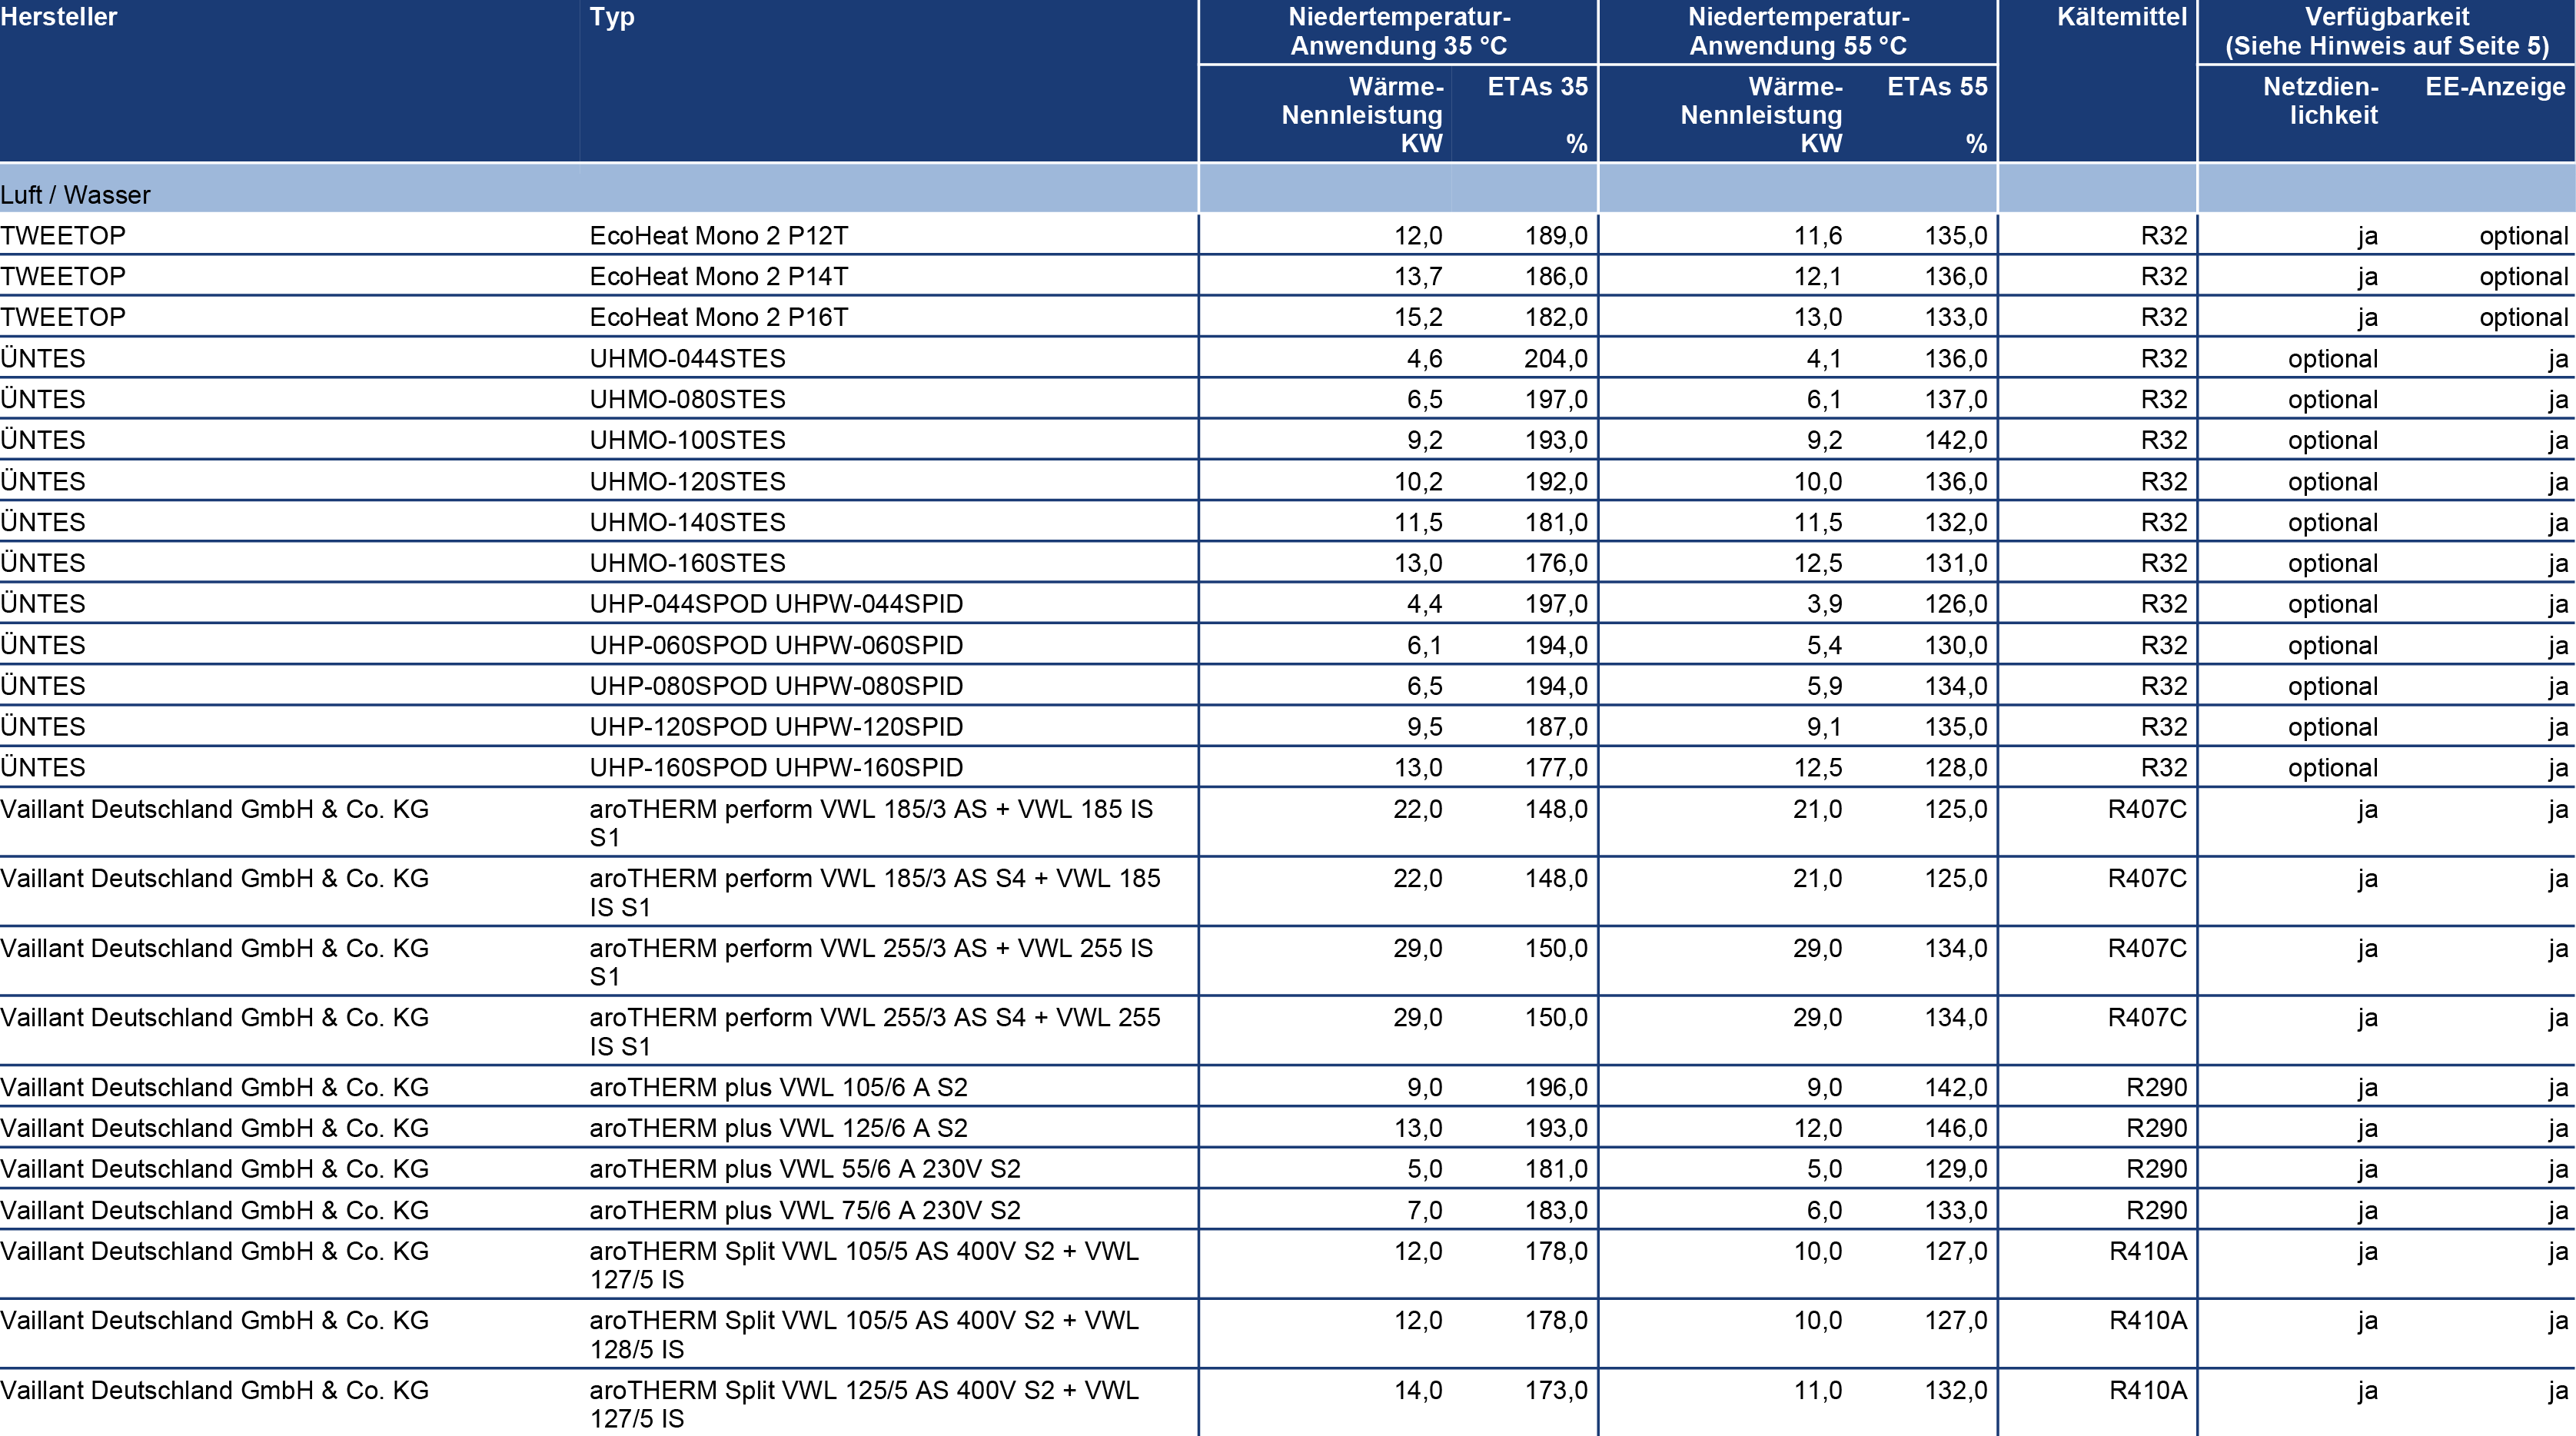 Hersteller Typ Niedertemperatur- Niedertemperatur- Kältemittel Verfügbarkeit
Anwendung 35 °C Anwendung 55 °C (Siehe Hinweis auf Seite 5)
Wärme- ETAs 35 Wärme- ETAs 55 Netzdien- EE-Anzeige
Nennleistung Nennleistung lichkeit
KW % KW %
Luft / Wasser
TWEETOP EcoHeat Mono 2 P12T 12,0 189,0 11,6 135,0 R32 ja optional
TWEETOP EcoHeat Mono 2 P14T 13,7 186,0 12,1 136,0 R32 ja optional
TWEETOP EcoHeat Mono 2 P16T 15,2 182,0 13,0 133,0 R32 ja optional
ÜNTES UHMO-044STES 4,6 204,0 4,1 136,0 R32 optional ja
ÜNTES UHMO-080STES 6,5 197,0 6,1 137,0 R32 optional ja
ÜNTES UHMO-100STES 9,2 193,0 9,2 142,0 R32 optional ja
ÜNTES UHMO-120STES 10,2 192,0 10,0 136,0 R32 optional ja
ÜNTES UHMO-140STES 11,5 181,0 11,5 132,0 R32 optional ja
ÜNTES UHMO-160STES 13,0 176,0 12,5 131,0 R32 optional ja
ÜNTES UHP-044SPOD UHPW-044SPID 4,4 197,0 3,9 126,0 R32 optional ja
ÜNTES UHP-060SPOD UHPW-060SPID 6,1 194,0 5,4 130,0 R32 optional ja
ÜNTES UHP-080SPOD UHPW-080SPID 6,5 194,0 5,9 134,0 R32 optional ja
ÜNTES UHP-120SPOD UHPW-120SPID 9,5 187,0 9,1 135,0 R32 optional ja
ÜNTES UHP-160SPOD UHPW-160SPID 13,0 177,0 12,5 128,0 R32 optional ja
Vaillant Deutschland GmbH & Co. KG aroTHERM perform VWL 185/3 AS + VWL 185 IS 22,0 148,0 21,0 125,0 R407C ja ja
S1
Vaillant Deutschland GmbH & Co. KG aroTHERM perform VWL 185/3 AS S4 + VWL 185 22,0 148,0 21,0 125,0 R407C ja ja
IS S1
Vaillant Deutschland GmbH & Co. KG aroTHERM perform VWL 255/3 AS + VWL 255 IS 29,0 150,0 29,0 134,0 R407C ja ja
S1
Vaillant Deutschland GmbH & Co. KG aroTHERM perform VWL 255/3 AS S4 + VWL 255 29,0 150,0 29,0 134,0 R407C ja ja
IS S1
Vaillant Deutschland GmbH & Co. KG aroTHERM plus VWL 105/6 A S2 9,0 196,0 9,0 142,0 R290 ja ja
Vaillant Deutschland GmbH & Co. KG aroTHERM plus VWL 125/6 A S2 13,0 193,0 12,0 146,0 R290 ja ja
Vaillant Deutschland GmbH & Co. KG aroTHERM plus VWL 55/6 A 230V S2 5,0 181,0 5,0 129,0 R290 ja ja
Vaillant Deutschland GmbH & Co. KG aroTHERM plus VWL 75/6 A 230V S2 7,0 183,0 6,0 133,0 R290 ja ja
Vaillant Deutschland GmbH & Co. KG aroTHERM Split VWL 105/5 AS 400V S2 + VWL 12,0 178,0 10,0 127,0 R410A ja ja
127/5 IS
Vaillant Deutschland GmbH & Co. KG aroTHERM Split VWL 105/5 AS 400V S2 + VWL 12,0 178,0 10,0 127,0 R410A ja ja
128/5 IS
Vaillant Deutschland GmbH & Co. KG aroTHERM Split VWL 125/5 AS 400V S2 + VWL 14,0 173,0 11,0 132,0 R410A ja ja
127/5 IS